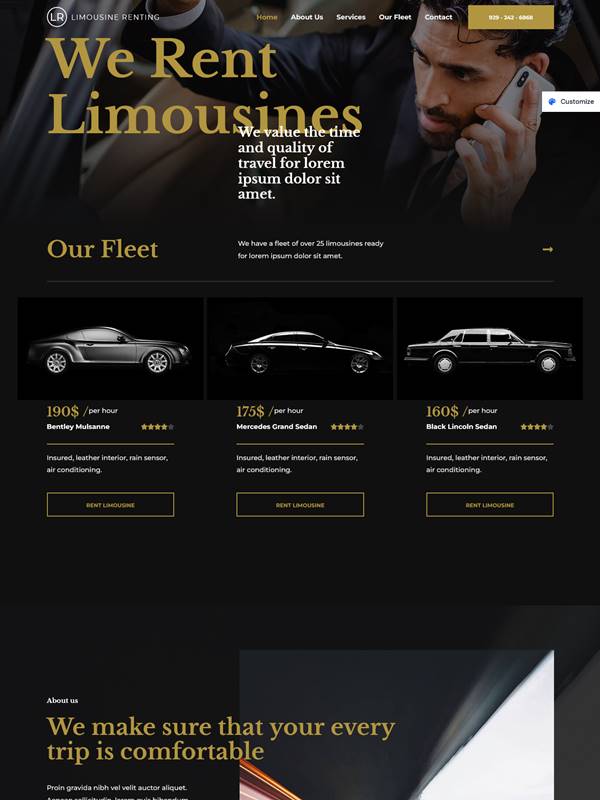 LR LIMOUSINE RENTING
Home About Us Services Our Fleet Contact 929 - 242 - 6868
We Rent
Limousines
Customize
We value the time
and quality of
travel for lorem
ipsum dolor sit
amet.
Our Fleet
We have a fleet of over 25 limousines ready
for lorem ipsum dolor sit amet.
190$ /per hour
Bentley Mulsanne
Insured, leather interior, rain sensor,
air conditioning.
RENT LIMOUSINE
175$ /per hour
Mercedes Grand Sedan
Insured, leather interior, rain sensor,
air conditioning.
RENT LIMOUSINE
160$ /per hour
Black Lincoln Sedan
Insured, leather interior, rain sensor,
air conditioning.
RENT LIMOUSINE
About us
We make sure that your every
trip is comfortable
Proin gravida nibh vel velit auctor aliquet.